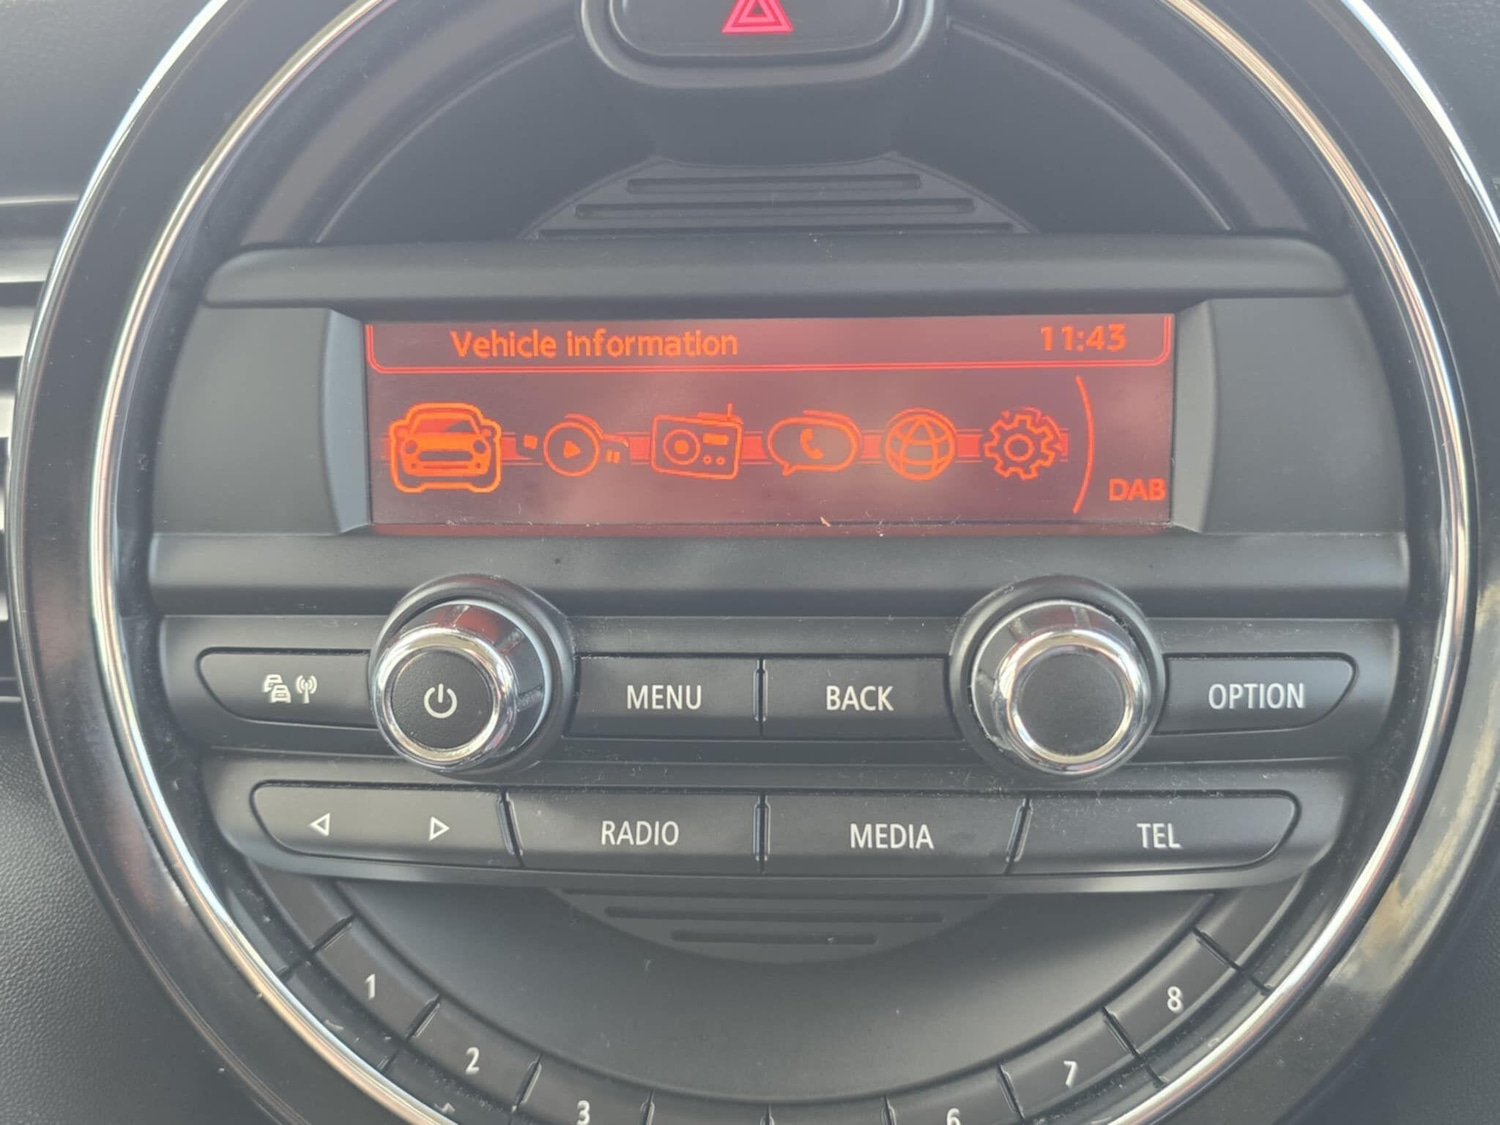 Vehicle information 11:43
DAB
MENU BACK OPTION
RADIO MEDIA TEL
1 8
2 7
3 6